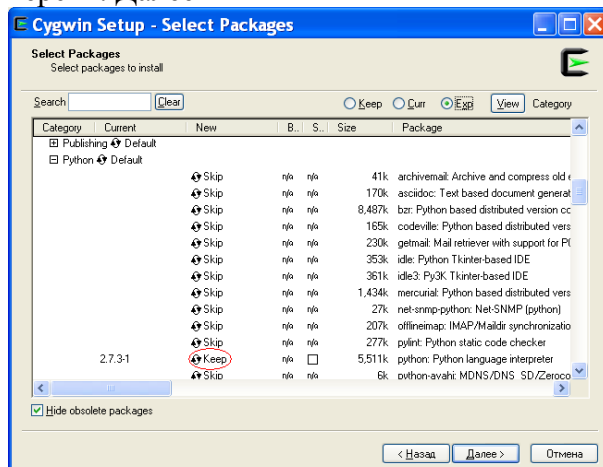 Cygwin Setup - Select Packages
Select Packages
Select packages to install
Search Clear Keep Curr Exp View Category
Category Current New B.. S.. Size Package
Publishing Default
Python Default
Skip n/a n/a 41k archivemail: Archive and compress old e
Skip n/a n/a 170k asciidoc: Text based document generat
Skip n/a n/a 8,487k bzr: Python based distributed version cc
Skip n/a n/a 165k codeville: Python based distributed vers
Skip n/a n/a 230k getmail: Mail retriever with support for P(
Skip n/a n/a 353k idle: Python Tkinter-based IDE
Skip n/a n/a 361k idle3: Py3K Tkinter-based IDE
Skip n/a n/a 1,434k mercurial: Python based distributed vers
Skip n/a n/a 27k net-snmp-python: Net-SNMP (python)
Skip n/a n/a 207k offlineimap: IMAP/Maildir synchronizatio
Skip n/a n/a 277k pylint: Python static code checker
2.7.3-1 Keep n/a 5,511k python: Python language interpreter
Skip n/a n/a 6k python-avahi: MDNS/DNS_SD/Zeroco
Hide obsolete packages
< Назад Далее > Отмена